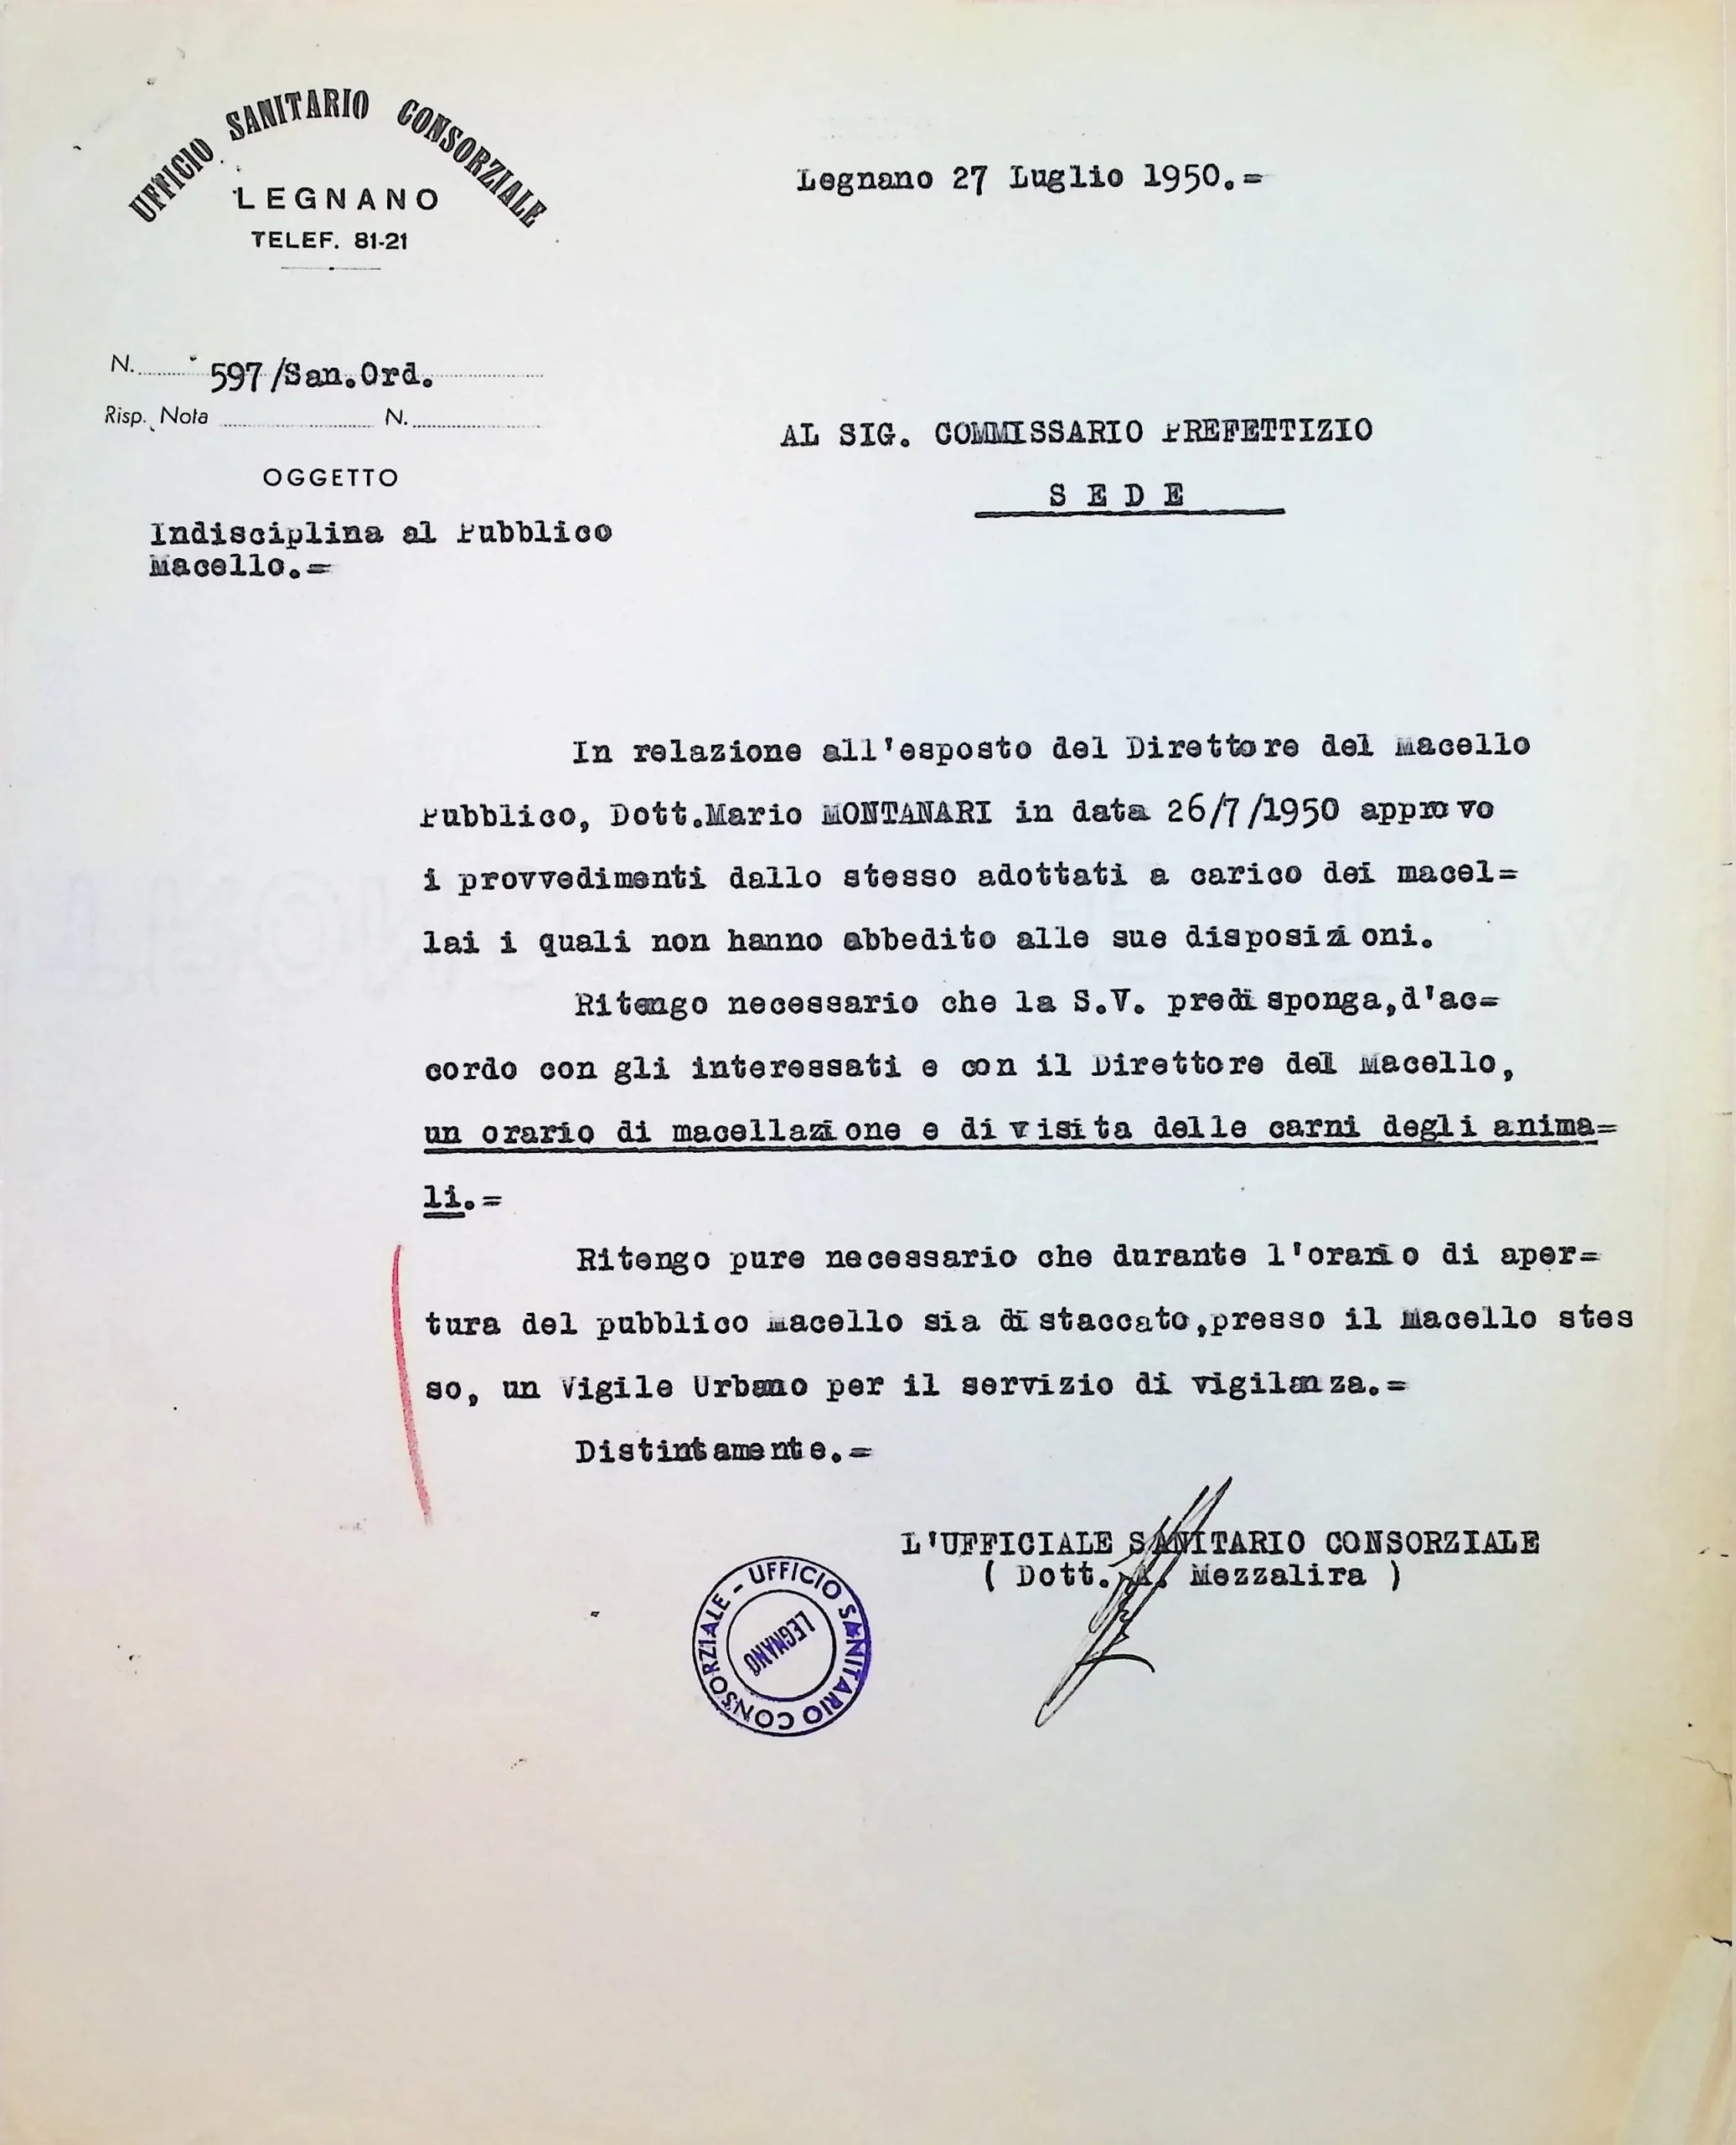 UFFICIO SANITARIO CONSORZIALE
LEGNANO
TELEF. 81-21
Legnano 27 Luglio 1950.=
N. 597/San.Ord.
Risp. Nota N.
AL SIG. COMMISSARIO PREFETTIZIO
S E D E
OGGETTO
Indisciplina al Pubblico
Macello.=
In relazione all'esposto del Direttore del Macello
Pubblico, Dott.Mario MONTANARI in data 26/7/1950 approvo
i provvedimenti dallo stesso adottati a carico dei macel=
lai i quali non hanno abbedito alle sue disposizioni.
Ritengo necessario che la S.V. predisponga,d'ac=
cordo con gli interessati e con il Direttore del Macello,
un orario di macellazione e di visita delle carni degli anima=
li.=
Ritengo pure necessario che durante l'orario di aper=
tura del pubblico macello sia distaccato,presso il Macello stes
so, un Vigile Urbano per il servizio di vigilanza.=
Distintamente.=
L'UFFICIALE SANITARIO CONSORZIALE
( Dott. A. Mezzalira )
UFFICIO SANITARIO CONSORZIALE -
LEGNANO